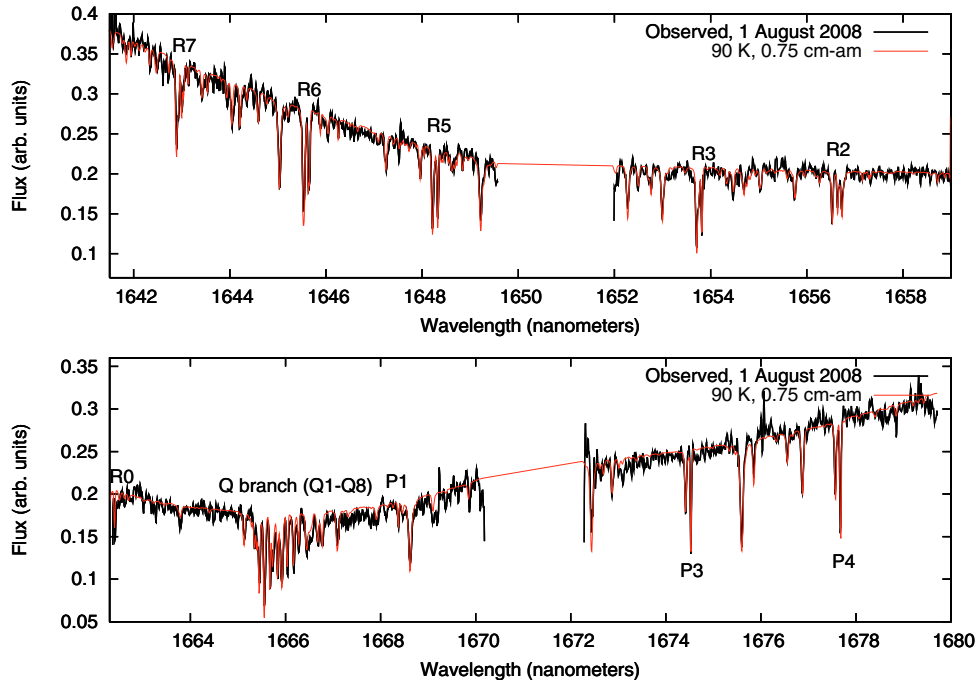 0.4
0.35
0.3
0.25
0.2
0.15
0.1
Flux (arb. units)
R7
R6
R5
R3
R2
Observed, 1 August 2008
90 K, 0.75 cm-am
1642 1644 1646 1648 1650 1652 1654 1656 1658
Wavelength (nanometers)
0.35
0.3
0.25
0.2
0.15
0.1
0.05
Flux (arb. units)
Observed, 1 August 2008
90 K, 0.75 cm-am
R0
Q branch (Q1-Q8)
P1
P3
P4
1664 1666 1668 1670 1672 1674 1676 1678 1680
Wavelength (nanometers)